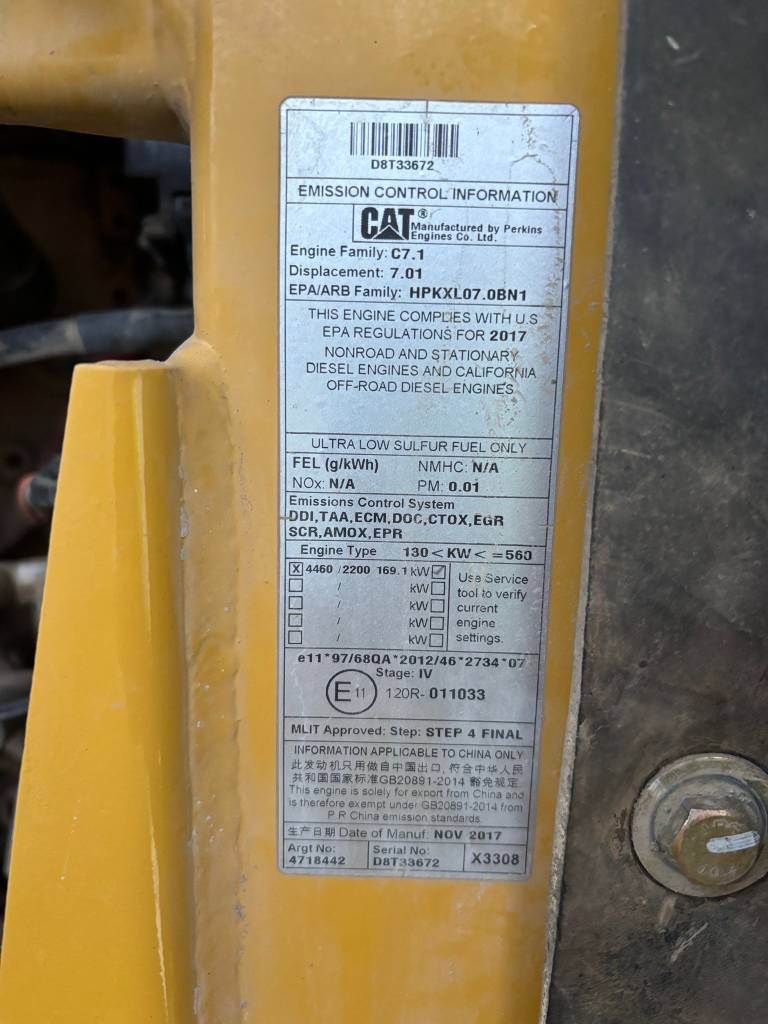 D8T33672
EMISSION CONTROL INFORMATION
CAT® Manufactured by Perkins
Engines Co. Ltd.
Engine Family: C7.1
Displacement: 7.01
EPA/ARB Family: HPKXL07.0BN1
THIS ENGINE COMPLIES WITH U.S
EPA REGULATIONS FOR 2017
NONROAD AND STATIONARY
DIESEL ENGINES AND CALIFORNIA
OFF-ROAD DIESEL ENGINES
ULTRA LOW SULFUR FUEL ONLY
FEL (g/kWh) NMHC: N/A
NOx: N/A PM: 0.01
Emissions Control System
DDI,TAA,ECM,DOC,CTOX,EGR
SCR,AMOX,EPR
Engine Type 130<KW<=560
X 4460 /2200 169.1 kW
/ kW
/ kW
/ kW
/ kW
Use Service
tool to verify
current
engine
settings.
e11*97/68QA*2012/46*2734*07
Stage: IV
E 11 120R- 011033
MLIT Approved: Step: STEP 4 FINAL
INFORMATION APPLICABLE TO CHINA ONLY
此发动机只用做自中国出口, 符合中华人民
共和国国家标准GB20891-2014 豁免规定.
This engine is solely for export from China and
is therefore exempt under GB20891-2014 from
P.R China emission standards.
生产日期 Date of Manuf: NOV 2017
Argt No: Serial No:
4718442 D8T33672 X3308